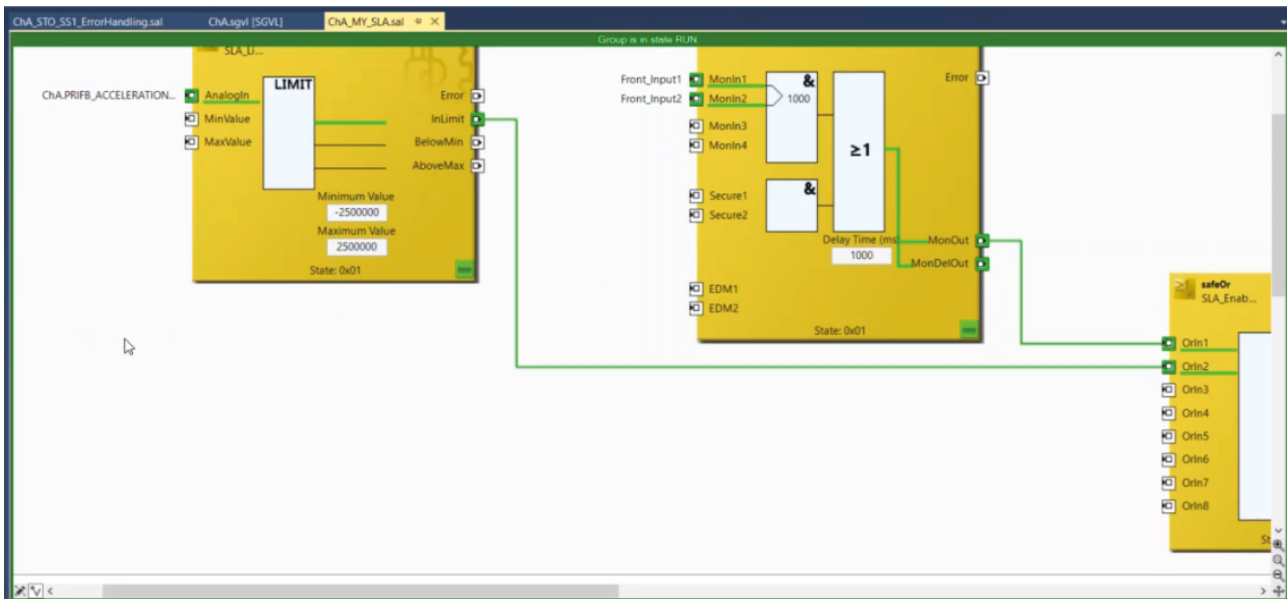 ChA_STO_SS1_ErrorHandling.sal
ChA.sgvl [SGVL]
ChA_MY_SLA.sal
Group is in state RUN.
SLA_Li...
LIMIT
ChA.PRIFB_ACCELERATION...
AnalogIn
MinValue
MaxValue
Error
InLimit
BelowMin
AboveMax
Minimum Value
-2500000
Maximum Value
2500000
State: 0x01
Front_Input1
Front_Input2
MonIn1
MonIn2
MonIn3
MonIn4
Secure1
Secure2
EDM1
EDM2
&
1000
&
≥1
Error
Delay Time (ms)
1000
MonOut
MonDelOut
State: 0x01
≥1
safeOr
SLA_Enab...
OrIn1
OrIn2
OrIn3
OrIn4
OrIn5
OrIn6
OrIn7
OrIn8
St